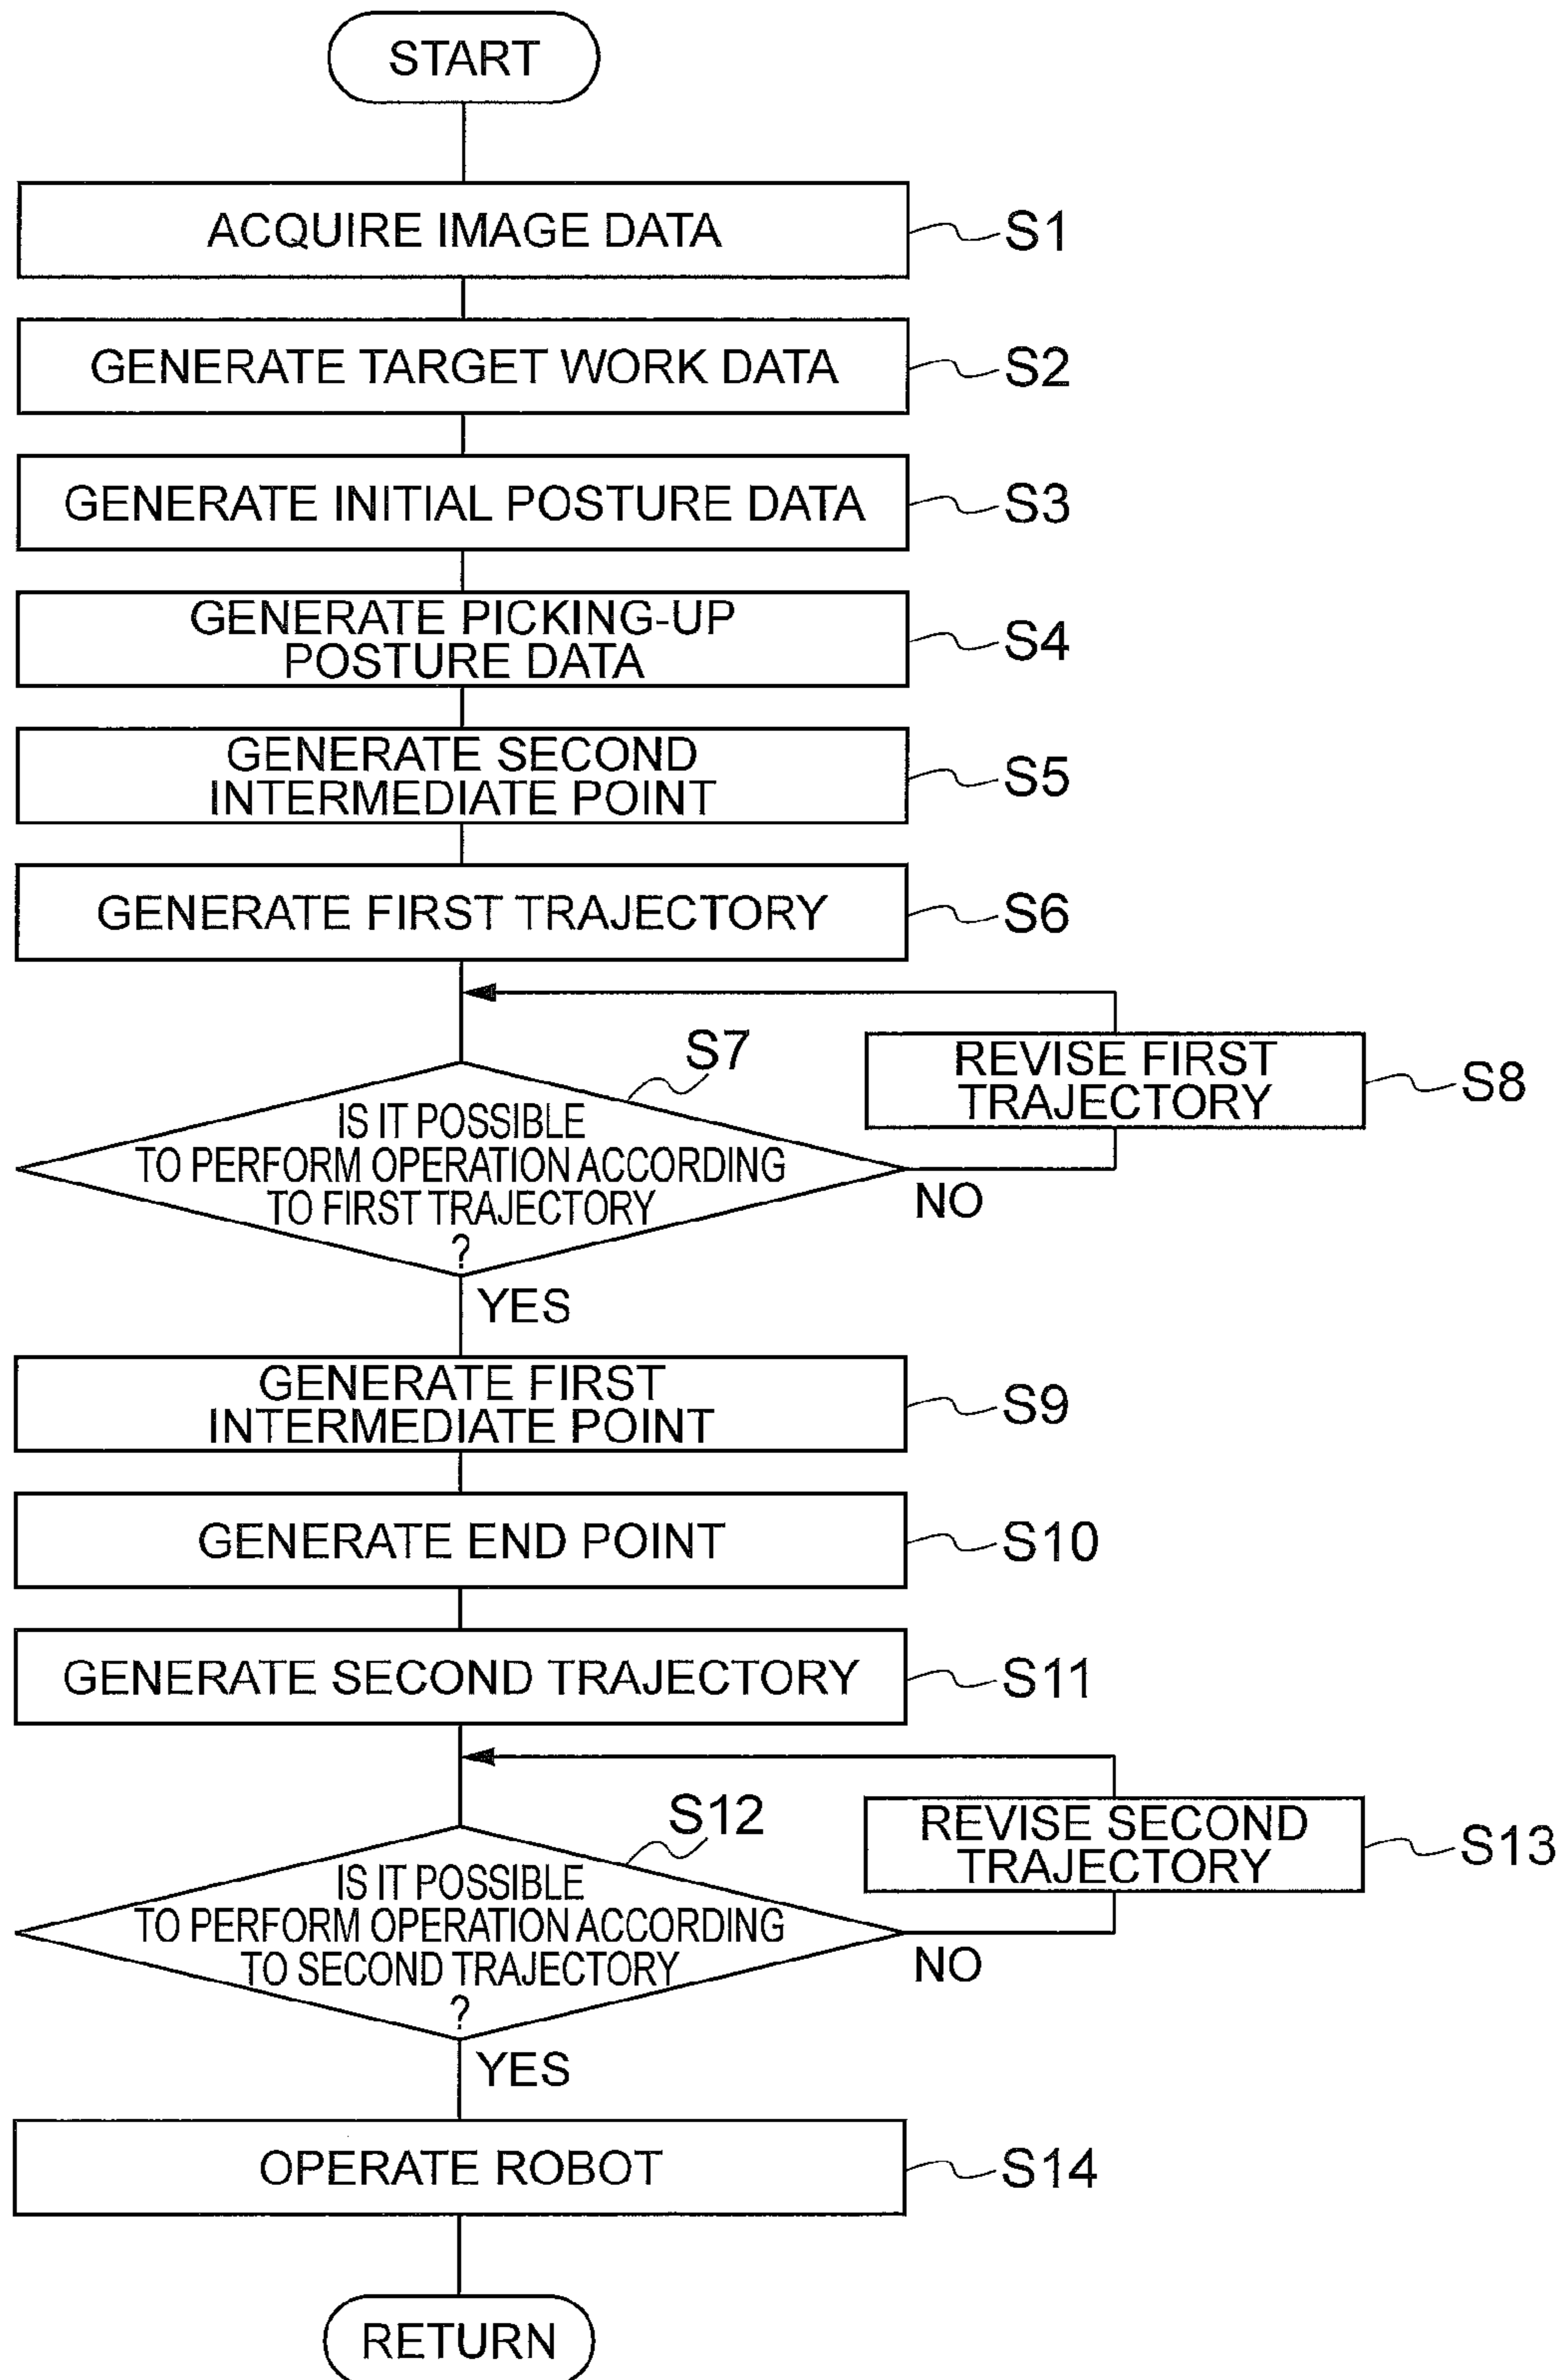 START
ACQUIRE IMAGE DATA
S1
GENERATE TARGET WORK DATA
S2
GENERATE INITIAL POSTURE DATA
S3
GENERATE PICKING-UP
POSTURE DATA
S4
GENERATE SECOND
INTERMEDIATE POINT
S5
GENERATE FIRST TRAJECTORY
S6
S7
REVISE FIRST
TRAJECTORY
S8
IS IT POSSIBLE
TO PERFORM OPERATION ACCORDING
TO FIRST TRAJECTORY
?
NO
YES
GENERATE FIRST
INTERMEDIATE POINT
S9
GENERATE END POINT
S10
GENERATE SECOND TRAJECTORY
S11
S12
REVISE SECOND
TRAJECTORY
S13
IS IT POSSIBLE
TO PERFORM OPERATION ACCORDING
TO SECOND TRAJECTORY
?
NO
YES
OPERATE ROBOT
S14
RETURN